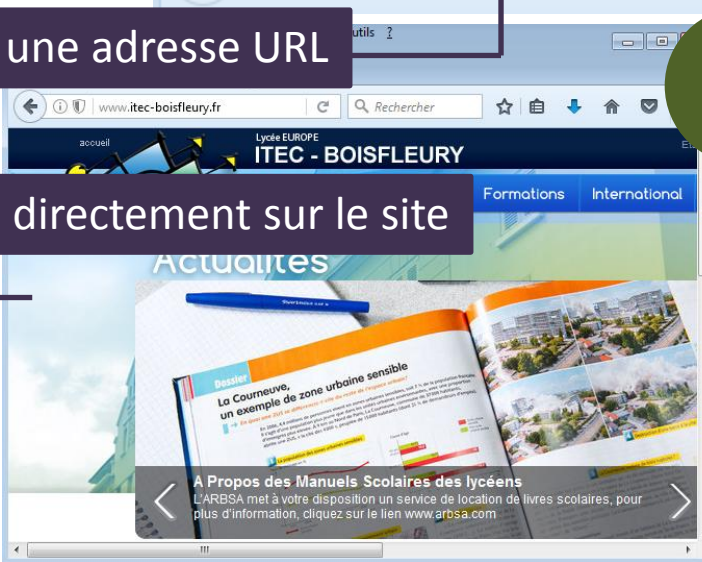 utils ?
une adresse URL
www.itec-boisfleury.fr
Rechercher
accueil
Lycée EUROPE
ITEC - BOISFLEURY
directement sur le site
Formations International
Actualités
Dossier
La Courneuve,
un exemple de zone urbaine sensible
A Propos des Manuels Scolaires des lycéens
L'ARBSA met à votre disposition un service de location de livres scolaires, pour
plus d'information, cliquez sur le lien www.arbsa.com